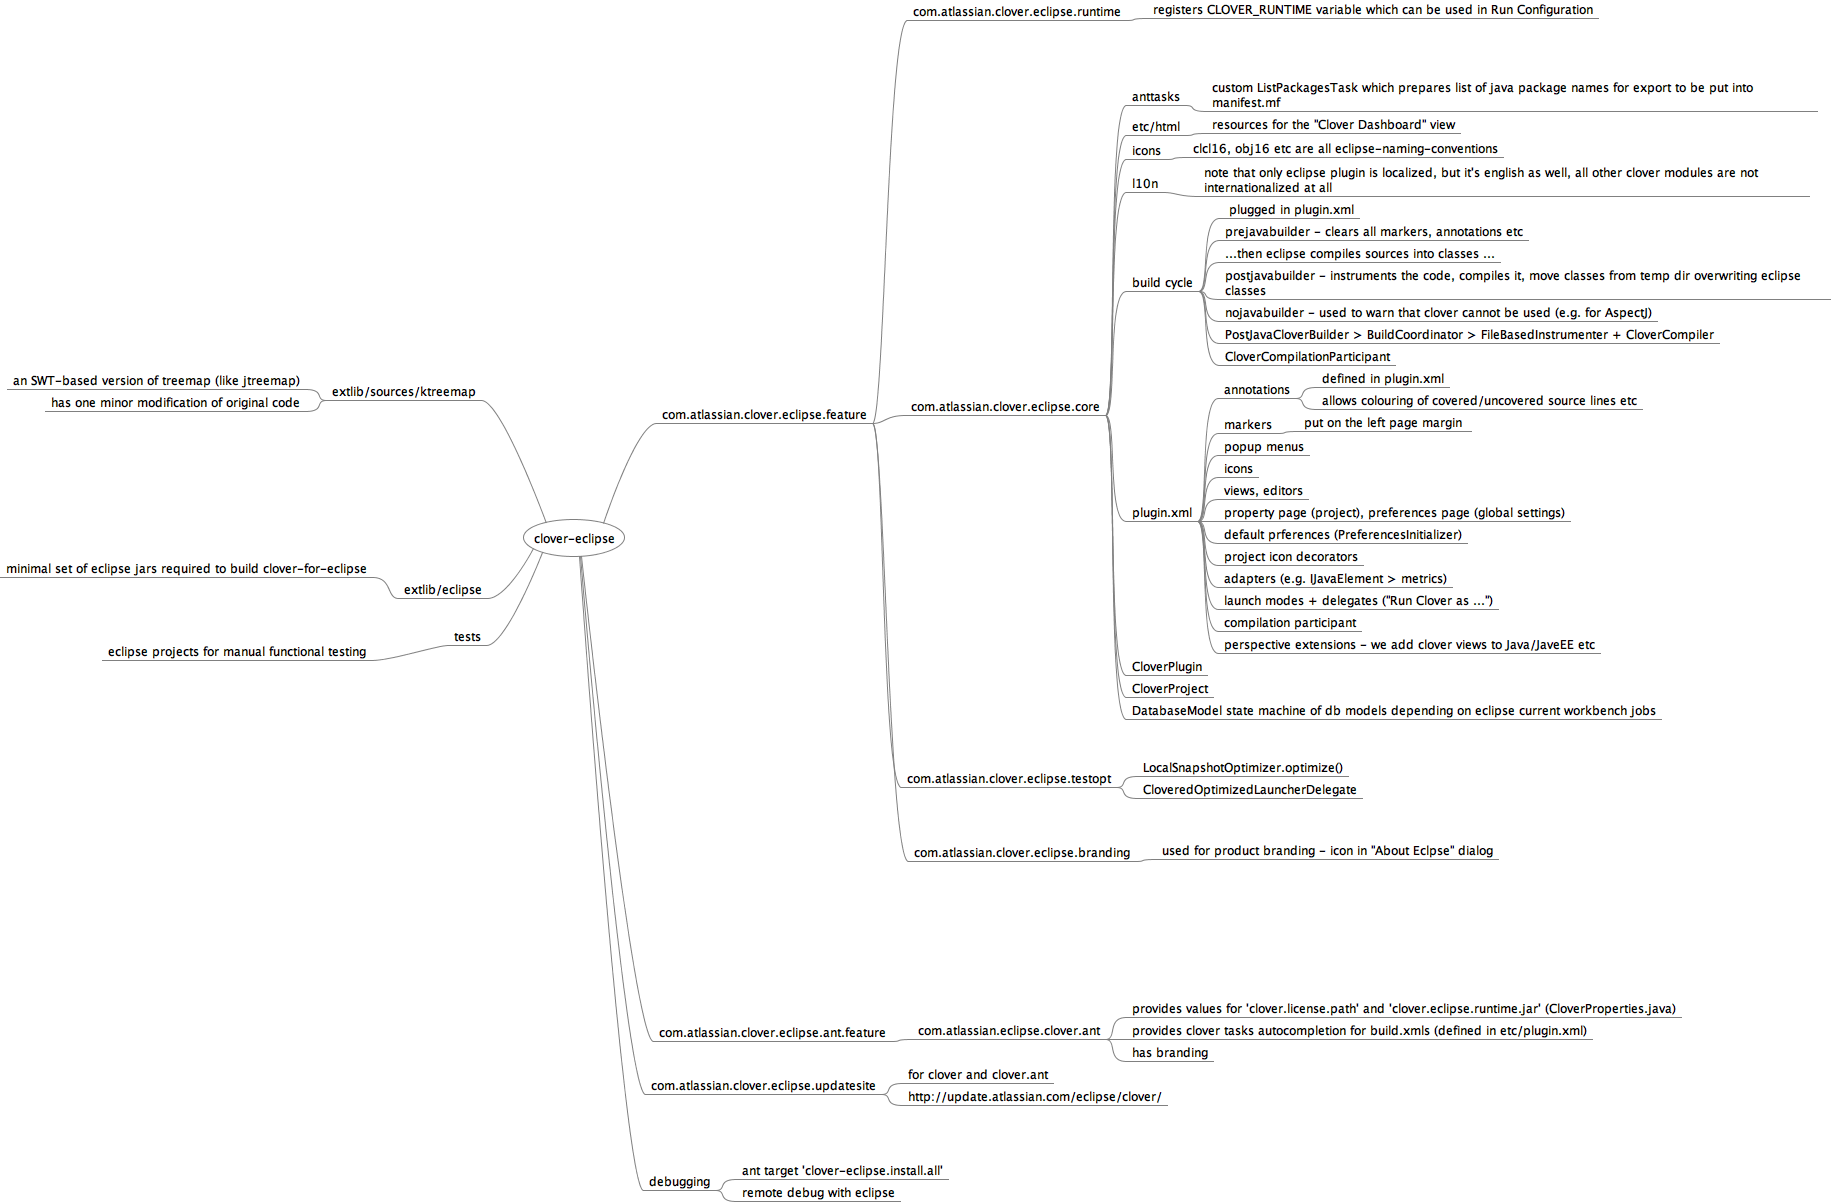 com.atlassian.clover.eclipse.runtime
registers CLOVER_RUNTIME variable which can be used in Run Configuration
anttasks
custom ListPackagesTask which prepares list of java package names for export to be put into
manifest.mf
etc/html
resources for the "Clover Dashboard" view
icons
clcl16, obj16 etc are all eclipse-naming-conventions
l10n
note that only eclipse plugin is localized, but it's english as well, all other clover modules are not
internationalized at all
build cycle
plugged in plugin.xml
prejavabuilder - clears all markers, annotations etc
...then eclipse compiles sources into classes ...
postjavabuilder - instruments the code, compiles it, move classes from temp dir overwriting eclipse
classes
nojavabuilder - used to warn that clover cannot be used (e.g. for AspectJ)
PostJavaCloverBuilder > BuildCoordinator > FileBasedInstrumenter + CloverCompiler
CloverCompilationParticipant
an SWT-based version of treemap (like jtreemap)
has one minor modification of original code
extlib/sources/ktreemap
com.atlassian.clover.eclipse.feature
com.atlassian.clover.eclipse.core
plugin.xml
annotations
defined in plugin.xml
allows colouring of covered/uncovered source lines etc
markers
put on the left page margin
popup menus
icons
views, editors
property page (project), preferences page (global settings)
default prferences (PreferencesInitializer)
project icon decorators
adapters (e.g. IJavaElement > metrics)
launch modes + delegates ("Run Clover as ...")
compilation participant
perspective extensions - we add clover views to Java/JaveEE etc
CloverPlugin
CloverProject
DatabaseModel state machine of db models depending on eclipse current workbench jobs
clover-eclipse
minimal set of eclipse jars required to build clover-for-eclipse
extlib/eclipse
tests
eclipse projects for manual functional testing
com.atlassian.clover.eclipse.testopt
LocalSnapshotOptimizer.optimize()
CloveredOptimizedLauncherDelegate
com.atlassian.clover.eclipse.branding
used for product branding - icon in "About Eclpse" dialog
com.atlassian.clover.eclipse.ant.feature
com.atlassian.eclipse.clover.ant
provides values for 'clover.license.path' and 'clover.eclipse.runtime.jar' (CloverProperties.java)
provides clover tasks autocompletion for build.xmls (defined in etc/plugin.xml)
has branding
com.atlassian.clover.eclipse.updatesite
for clover and clover.ant
http://update.atlassian.com/eclipse/clover/
debugging
ant target 'clover-eclipse.install.all'
remote debug with eclipse